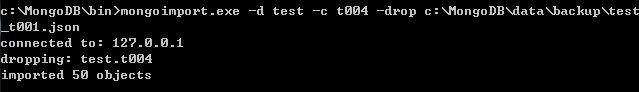 c:\MongoDB\bin>mongoimport.exe -d test -c t004 -drop c:\MongoDB\data\backup\test
_t001.json
connected to: 127.0.0.1
dropping: test.t004
imported 50 objects